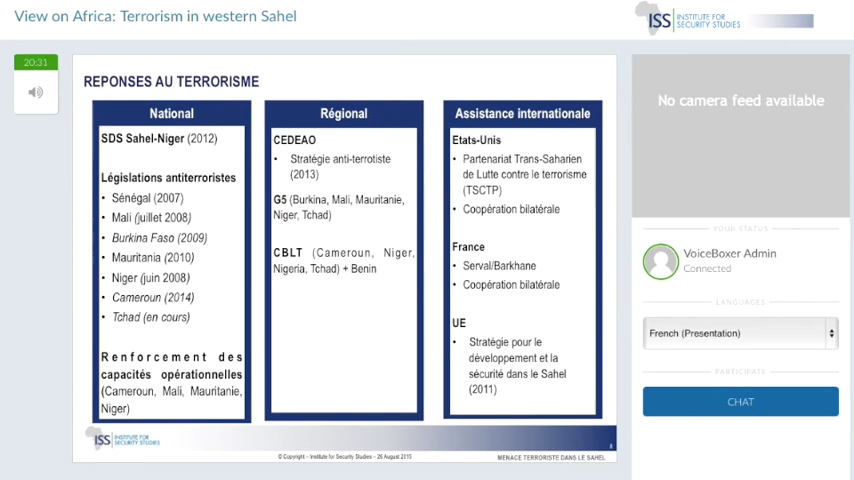 View on Africa: Terrorism in western Sahel
ISS INSTITUTE FOR
SECURITY STUDIES
20:31
REPONSES AU TERRORISME
National
SDS Sahel-Niger (2012)
Législations antiterroristes
• Sénégal (2007)
• Mali (juillet 2008)
• Burkina Faso (2009)
• Mauritania (2010)
• Niger (juin 2008)
• Cameroun (2014)
• Tchad (en cours)
Renforcement des
capacités opérationnelles
(Cameroun, Mali, Mauritanie,
Niger)
Régional
CEDEAO
• Stratégie anti-terrotiste
(2013)
G5 (Burkina, Mali, Mauritanie,
Niger, Tchad)
CBLT (Cameroun, Niger,
Nigeria, Tchad) + Benin
Assistance internationale
Etats-Unis
• Partenariat Trans-Saharien
de Lutte contre le terrorisme
(TSCTP)
• Coopération bilatérale
France
• Serval/Barkhane
• Coopération bilatérale
UE
• Stratégie pour le
développement et la
sécurité dans le Sahel
(2011)
ISS INSTITUTE FOR
SECURITY STUDIES
8
© Copyright – Institute for Security Studies – 26 August 2015
MENACE TERRORISTE DANS LE SAHEL
No camera feed available
YOUR STATUS
VoiceBoxer Admin
Connected
LANGUAGES
French (Presentation)
PARTICIPATE
CHAT